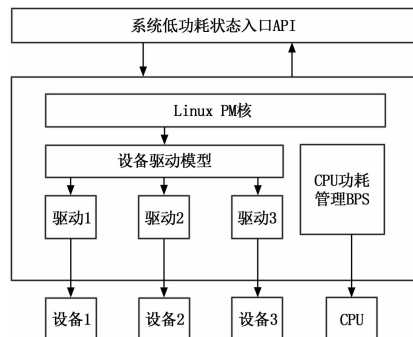 系统低功耗状态入口API
Linux PM核
设备驱动模型
CPU功耗
管理BPS
驱动1
驱动2
驱动3
设备1
设备2
设备3
CPU